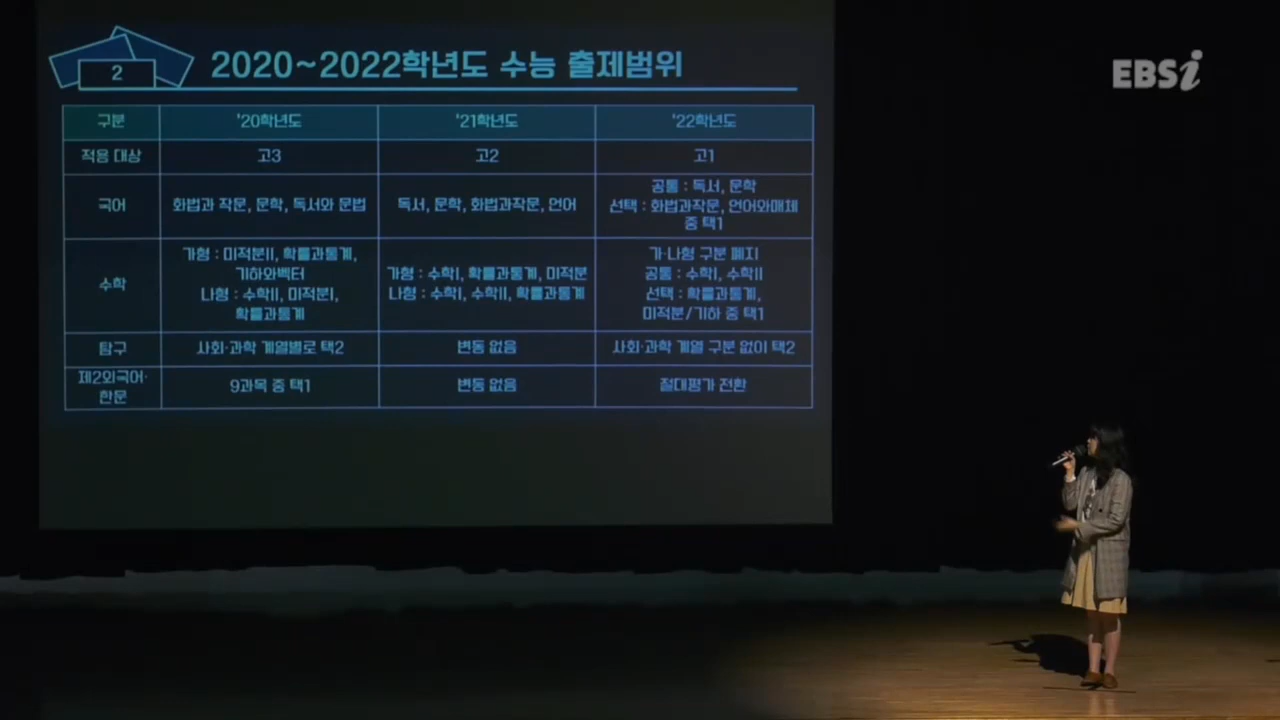 2
2020~2022학년도 수능 출제범위
EBSi
구분
'20학년도
'21학년도
'22학년도
적용 대상
고3
고2
고1
국어
화법과 작문, 문학, 독서와 문법
독서, 문학, 화법과작문, 언어
공통 : 독서, 문학
선택 : 화법과작문, 언어와매체
중 택1
수학
가형 : 미적분II, 확률과통계,
기하와벡터
나형 : 수학II, 미적분I,
확률과통계
가형 : 수학I, 확률과통계, 미적분
나형 : 수학I, 수학II, 확률과통계
가·나형 구분 폐지
공통 : 수학I, 수학II
선택 : 확률과통계,
미적분/기하 중 택1
탐구
사회·과학 계열별로 택2
변동 없음
사회·과학 계열 구분 없이 택2
제2외국어·
한문
9과목 중 택1
변동 없음
절대평가 전환